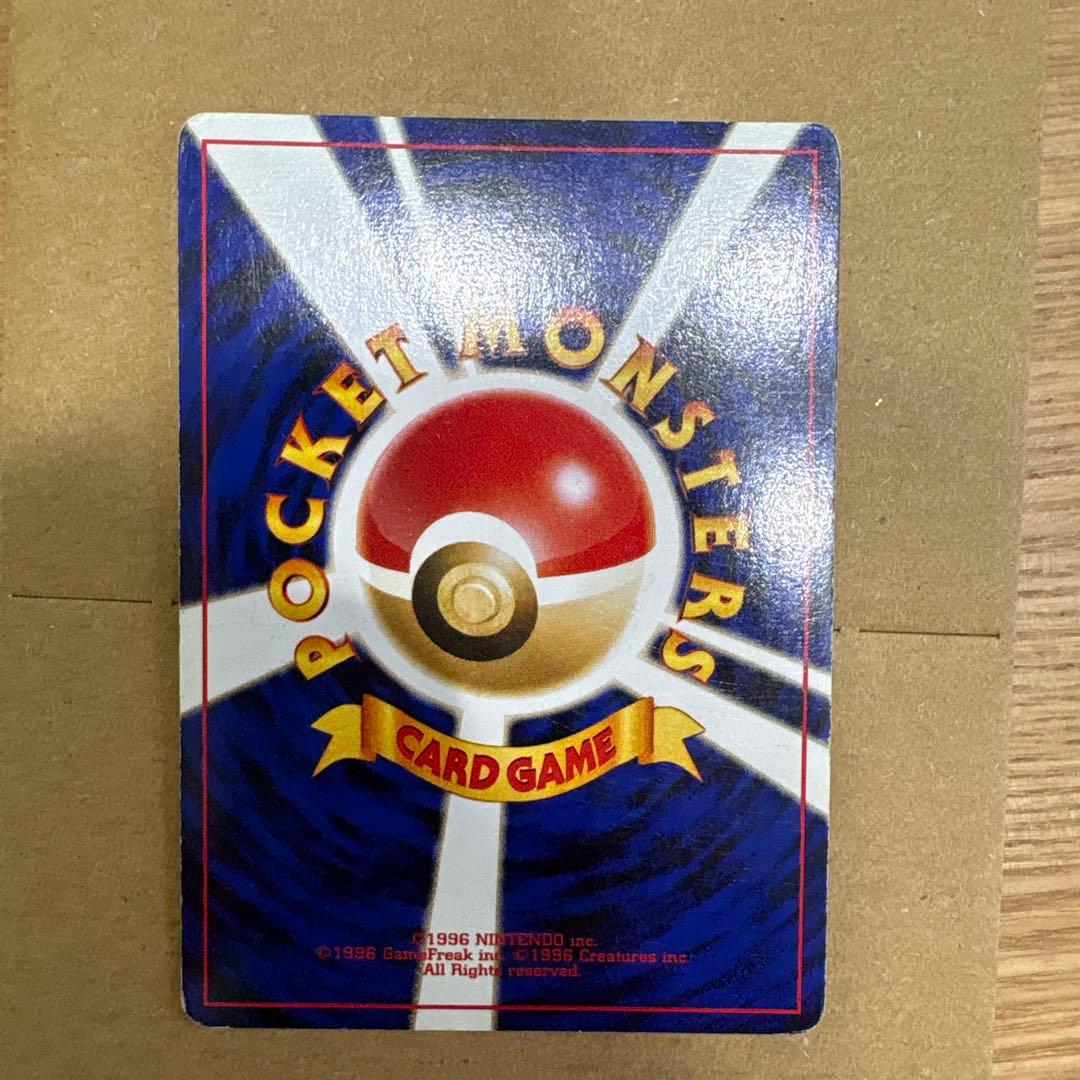 POCKET MONSTERS
CARD GAME
©1996 NINTENDO inc.
©1996 GameFreak inc. ©1996 Creatures inc.
All Rights reserved.